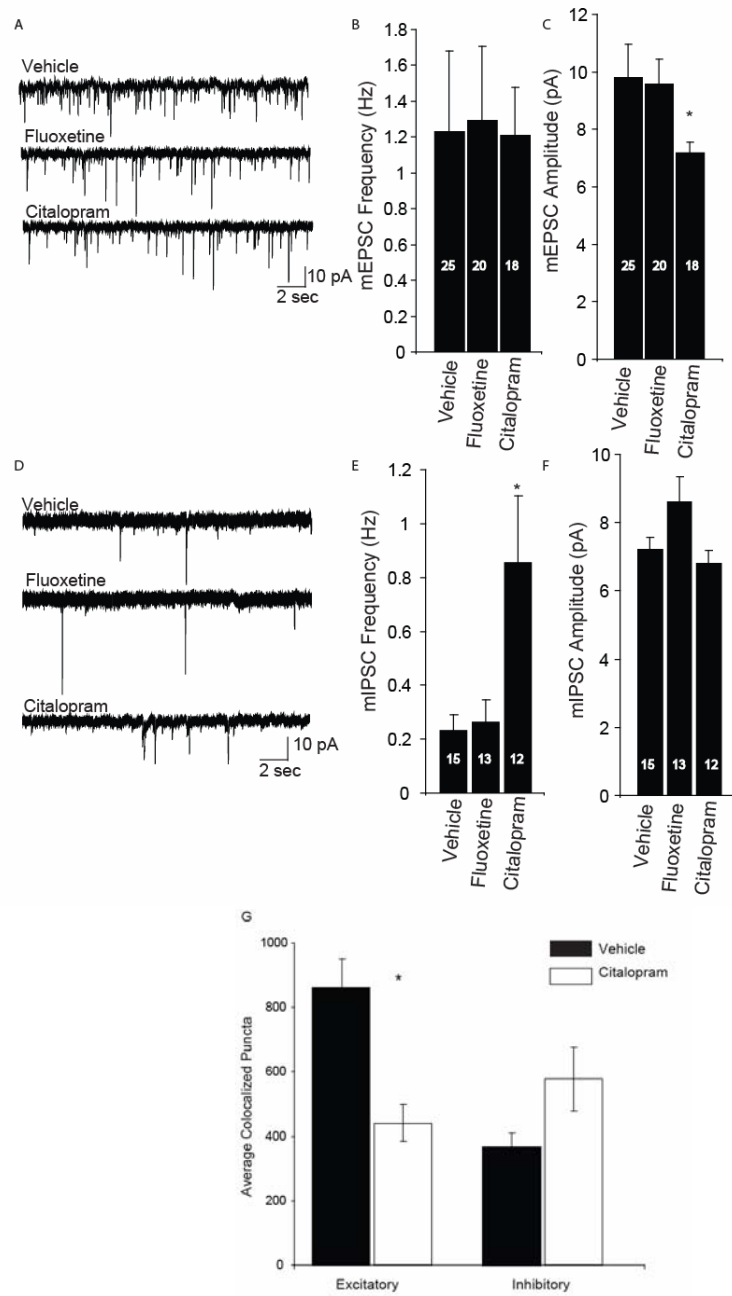 A
Vehicle
Fluoxetine
Citalopram
10 pA
2 sec
B
mEPSC Frequency (Hz)
1.8
1.6
1.4
1.2
1
0.8
0.6
0.4
0.2
0
25
20
18
Vehicle
Fluoxetine
Citalopram
C
mEPSC Amplitude (pA)
12
10
8
6
4
2
0
*
25
20
18
Vehicle
Fluoxetine
Citalopram
D
Vehicle
Fluoxetine
Citalopram
10 pA
2 sec
E
mIPSC Frequency (Hz)
1.2
1
0.8
0.6
0.4
0.2
0
*
15
13
12
Vehicle
Fluoxetine
Citalopram
F
mIPSC Amplitude (pA)
10
8
6
4
2
0
15
13
12
Vehicle
Fluoxetine
Citalopram
G
Average Colocalized Puncta
1000
800
600
400
200
0
*
Vehicle
Citalopram
Excitatory
Inhibitory